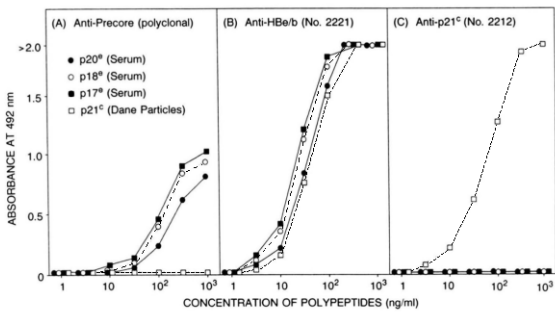 (A) Anti-Precore (polyclonal)
(B) Anti-HBe/b (No. 2221)
(C) Anti-p21ᶜ (No. 2212)
>2.0
1.5
1.0
0.5
0
ABSORBANCE AT 492 nm
p20ᵉ (Serum)
p18ᵉ (Serum)
p17ᵉ (Serum)
p21ᶜ (Dane Particles)
1 10 10² 10³
1 10 10² 10³
1 10 10² 10³
CONCENTRATION OF POLYPEPTIDES (ng/ml)